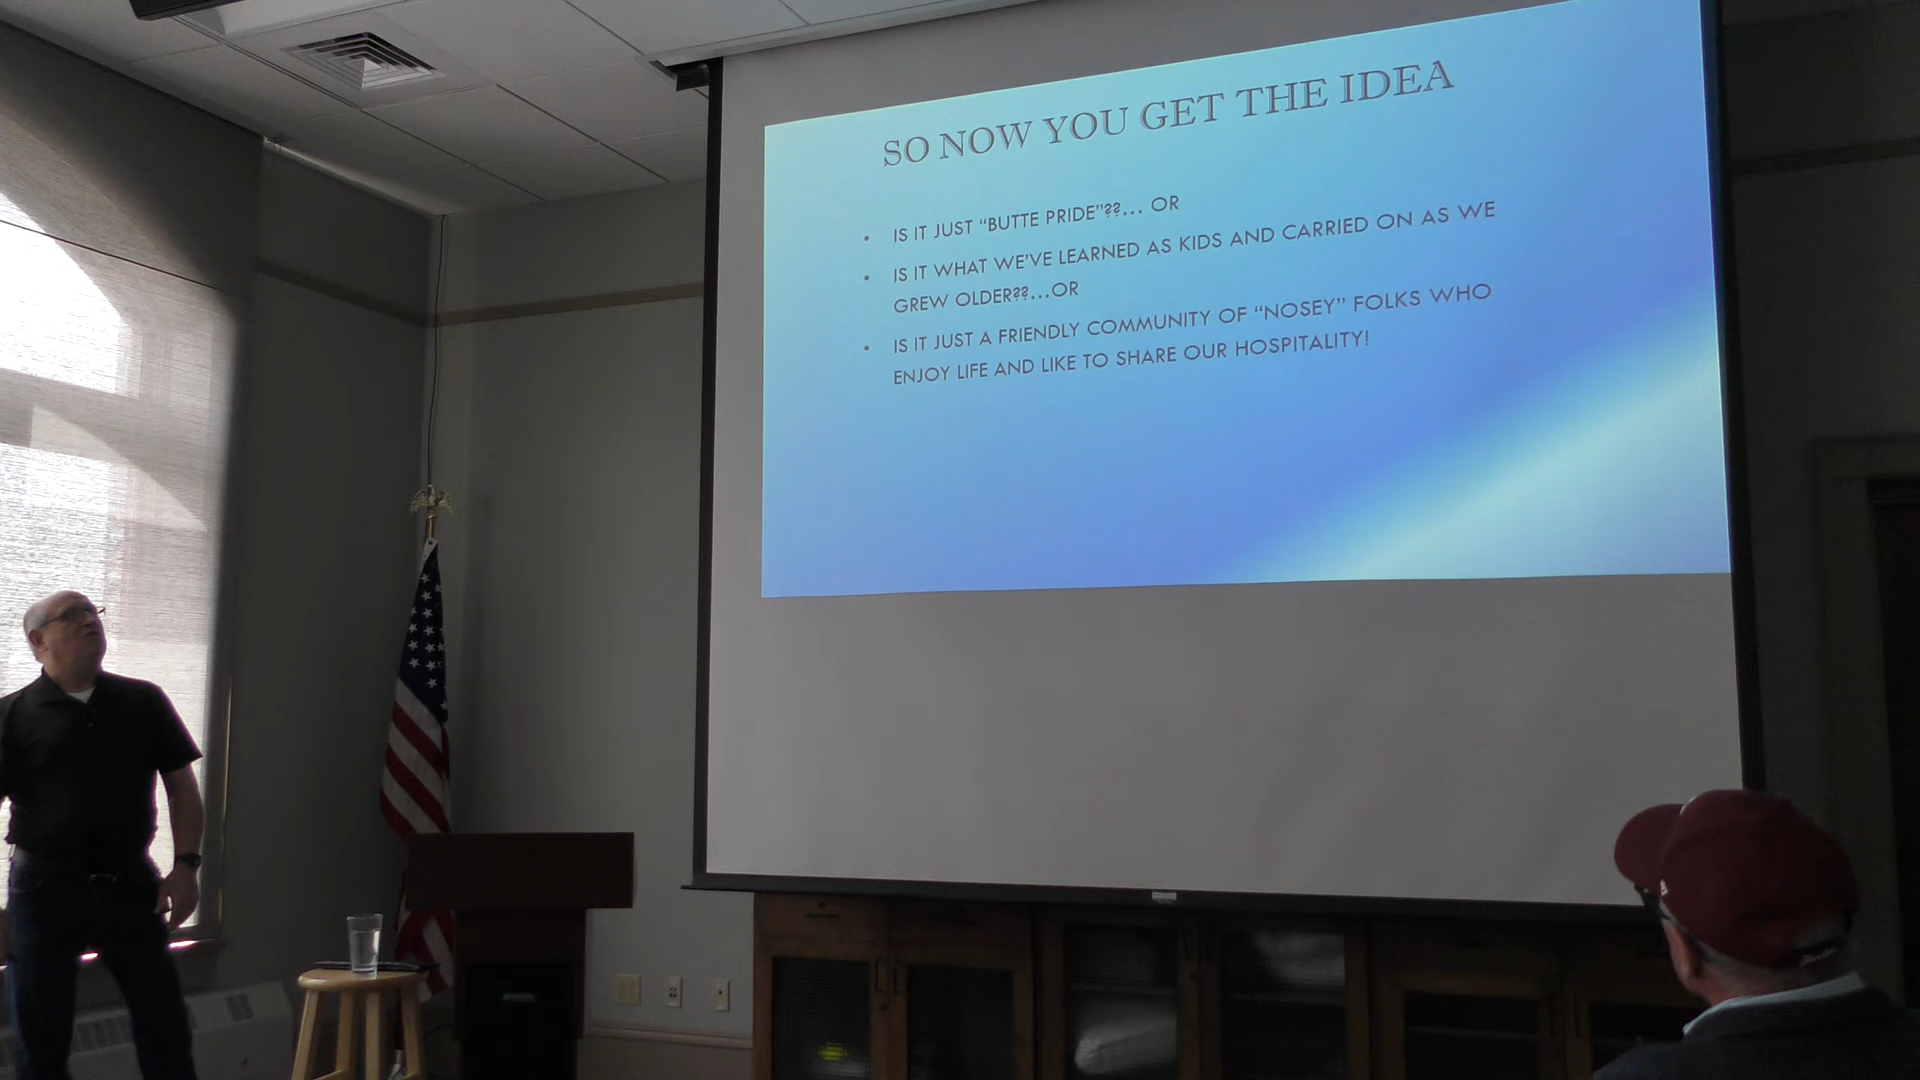 SO NOW YOU GET THE IDEA
• IS IT JUST “BUTTE PRIDE”??... OR
• IS IT WHAT WE’VE LEARNED AS KIDS AND CARRIED ON AS WE
GREW OLDER??...OR
• IS IT JUST A FRIENDLY COMMUNITY OF “NOSEY” FOLKS WHO
ENJOY LIFE AND LIKE TO SHARE OUR HOSPITALITY!